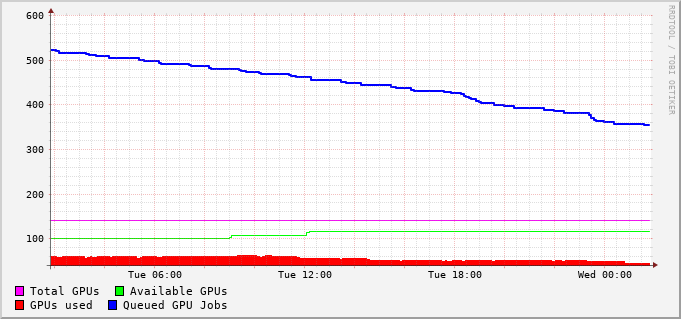 RRDTOOL / TOBI OETIKER
600
500
400
300
200
100
Tue 06:00 Tue 12:00 Tue 18:00 Wed 00:00
Total GPUs Available GPUs
GPUs used Queued GPU Jobs